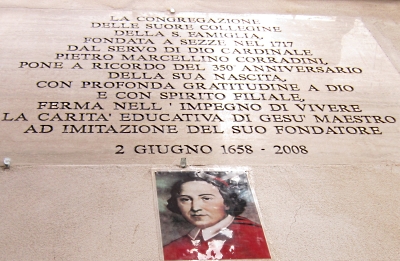 LA CONGREGAZIONE
DELLE SUORE COLLEGINE
DELLA S. FAMIGLIA,
FONDATA A SEZZE NEL 1717
DAL SERVO DI DIO CARDINALE
PIETRO MARCELLINO CORRADINI,
PONE A RICORDO DEL 350 ANNIVERSARIO
DELLA SUA NASCITA,
CON PROFONDA GRATITUDINE A DIO
E CON SPIRITO FILIALE,
FERMA NELL' IMPEGNO DI VIVERE
LA CARITA' EDUCATIVA DI GESU' MAESTRO
AD IMITAZIONE DEL SUO FONDATORE
2 GIUGNO 1658 - 2008